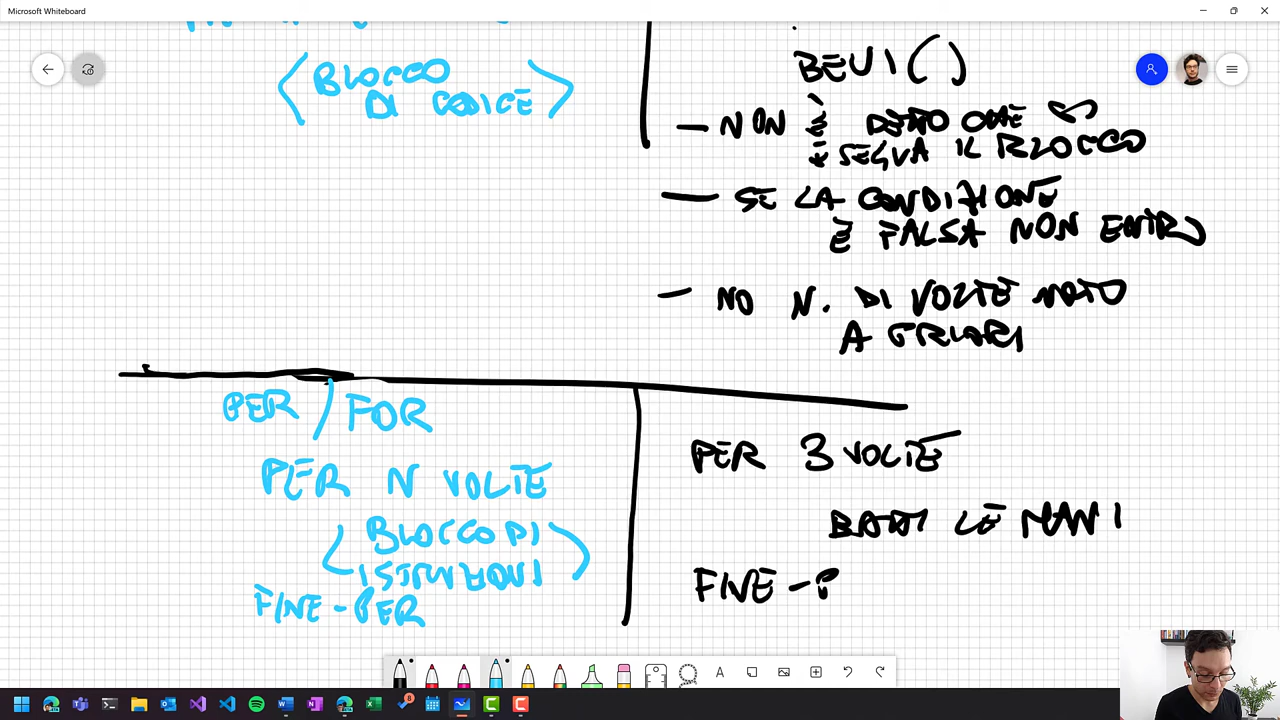 Microsoft Whiteboard
<BLOCCO
DI CODICE>
BEVI()
- NON È DETTO CHE SI
ESEGUA IL BLOCCO
- SE LA CONDIZIONE
È FALSA NON ENTRO
- NO N. DI VOLTE NOTO
A PRIORI
PER / FOR
PER N VOLTE
<BLOCCO DI
ISTRUZIONI>
FINE-PER
PER 3 VOLTE
BATTI LE MANI
FINE-P
A
8